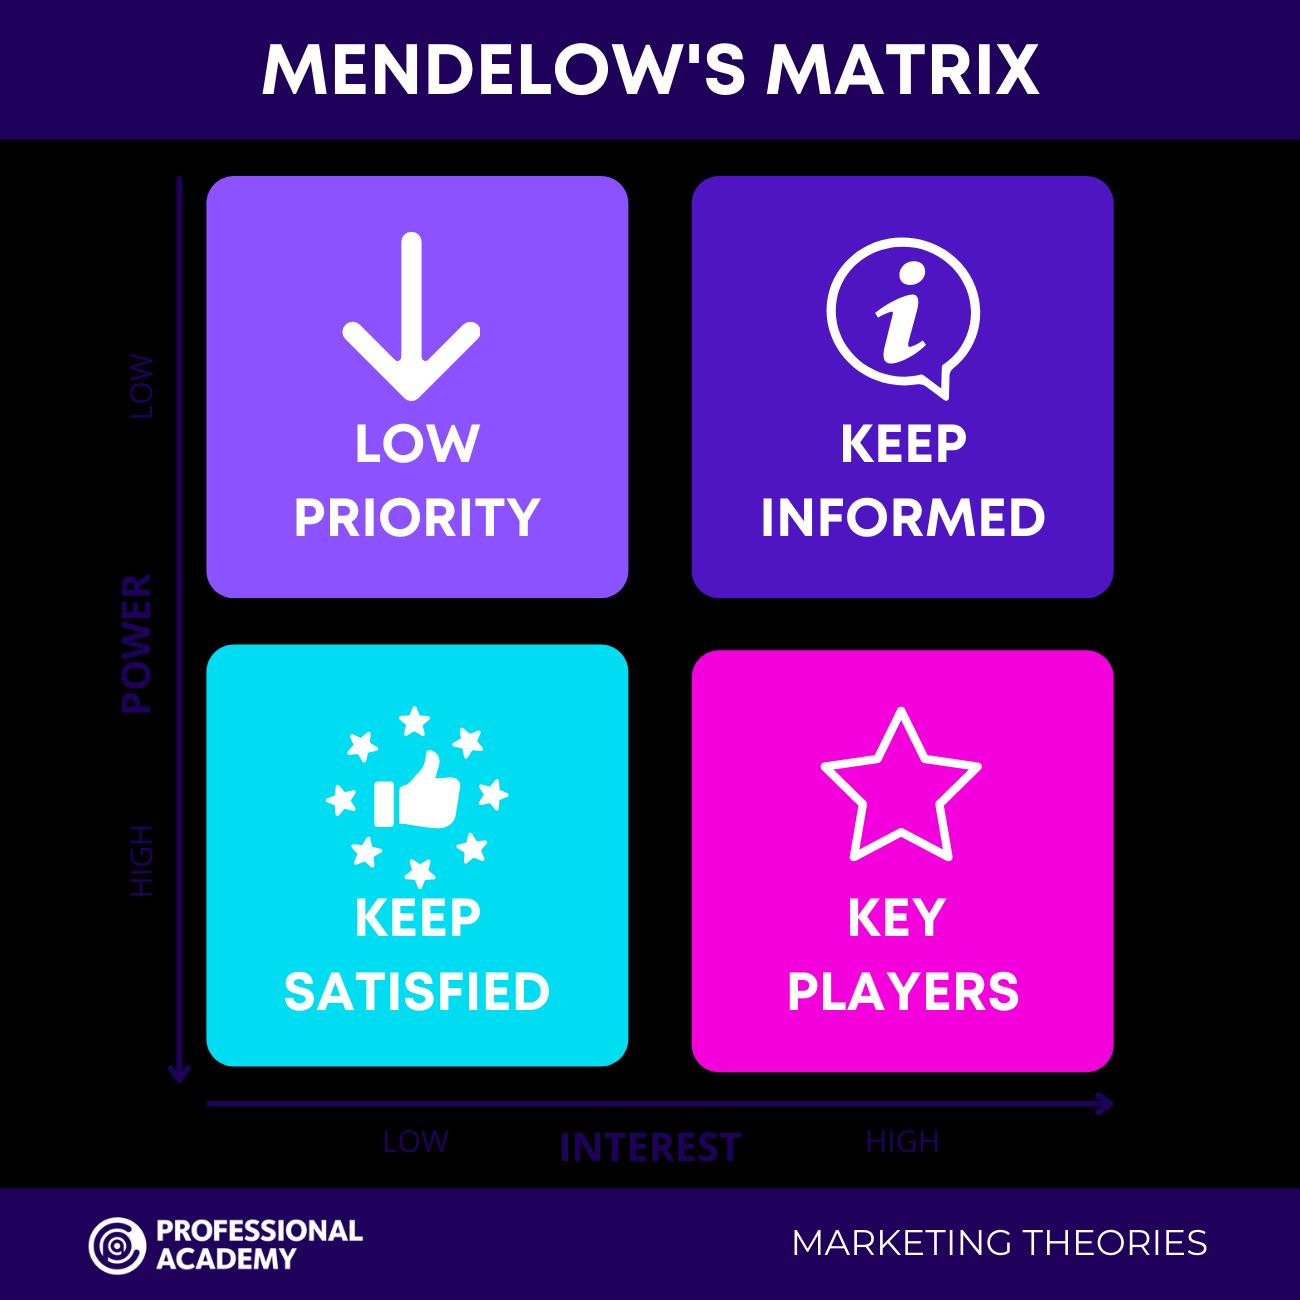 MENDELOW'S MATRIX
LOW
PRIORITY
KEEP
INFORMED
LOW
POWER
HIGH
KEEP
SATISFIED
KEY
PLAYERS
LOW
INTEREST
HIGH
PROFESSIONAL
ACADEMY
MARKETING THEORIES